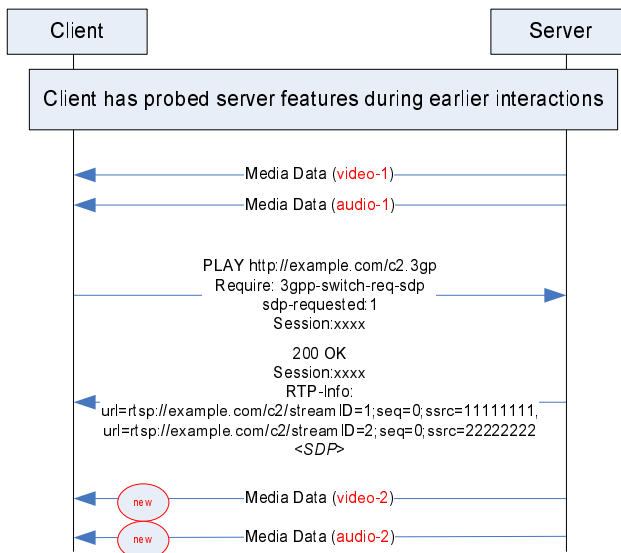 Client
Server
Client has probed server features during earlier interactions
Media Data (video-1)
Media Data (audio-1)
PLAY http://example.com/c2.3gp
Require: 3gpp-switch-req-sdp
sdp-requested:1
Session:xxxx
200 OK
Session:xxxx
RTP-Info:
url=rtsp://example.com/c2/streamID=1;seq=0;ssrc=11111111,
url=rtsp://example.com/c2/streamID=2;seq=0;ssrc=22222222
<SDP>
new
Media Data (video-2)
new
Media Data (audio-2)